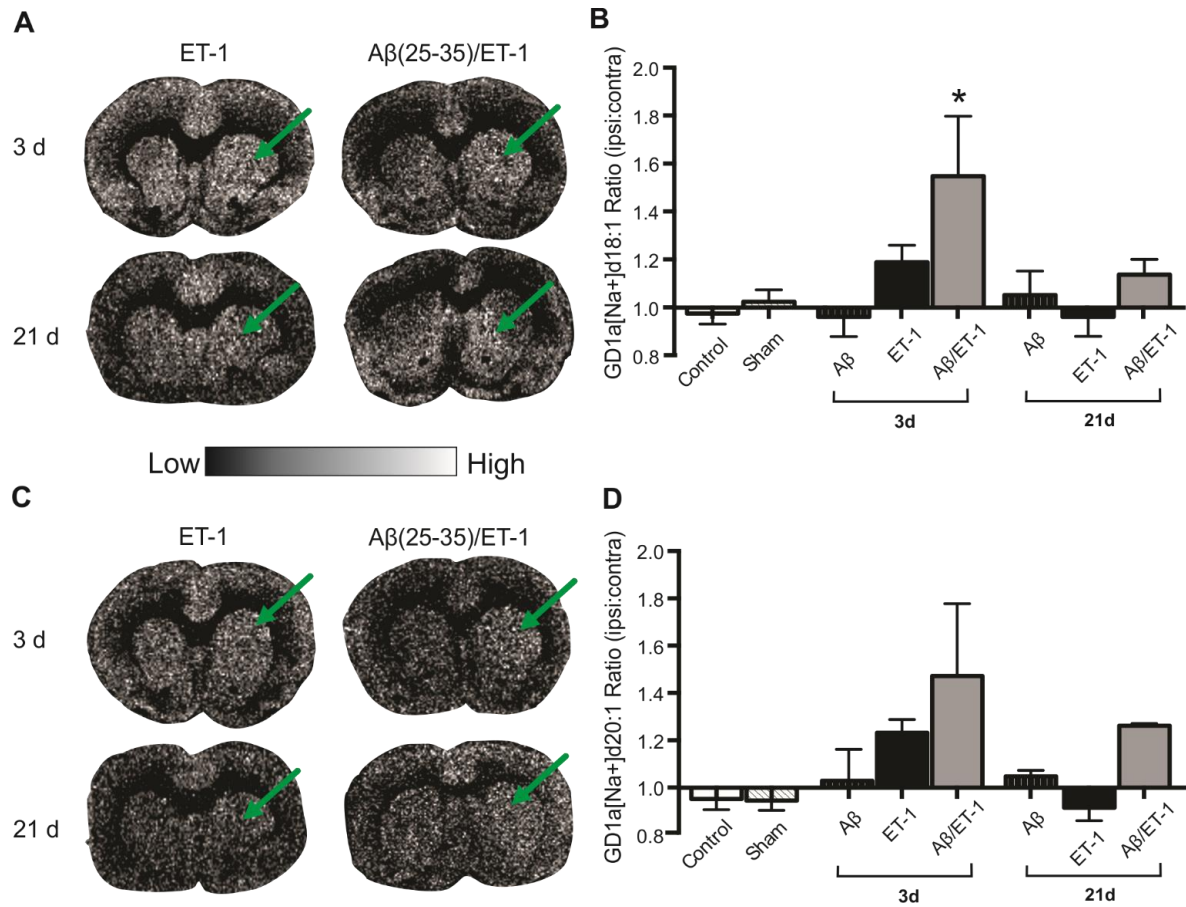 A
ET-1 Aβ(25-35)/ET-1
3 d
21 d
Low High
B
GD1a[Na+]d18:1 Ratio (ipsi:contra)
2.0
1.8
1.6
1.4
1.2
1.0
0.8
*
Control Sham Aβ ET-1 Aβ/ET-1 Aβ ET-1 Aβ/ET-1
3d 21d
C
ET-1 Aβ(25-35)/ET-1
3 d
21 d
D
GD1a[Na+]d20:1 Ratio (ipsi:contra)
2.0
1.8
1.6
1.4
1.2
1.0
0.8
Control Sham Aβ ET-1 Aβ/ET-1 Aβ ET-1 Aβ/ET-1
3d 21d